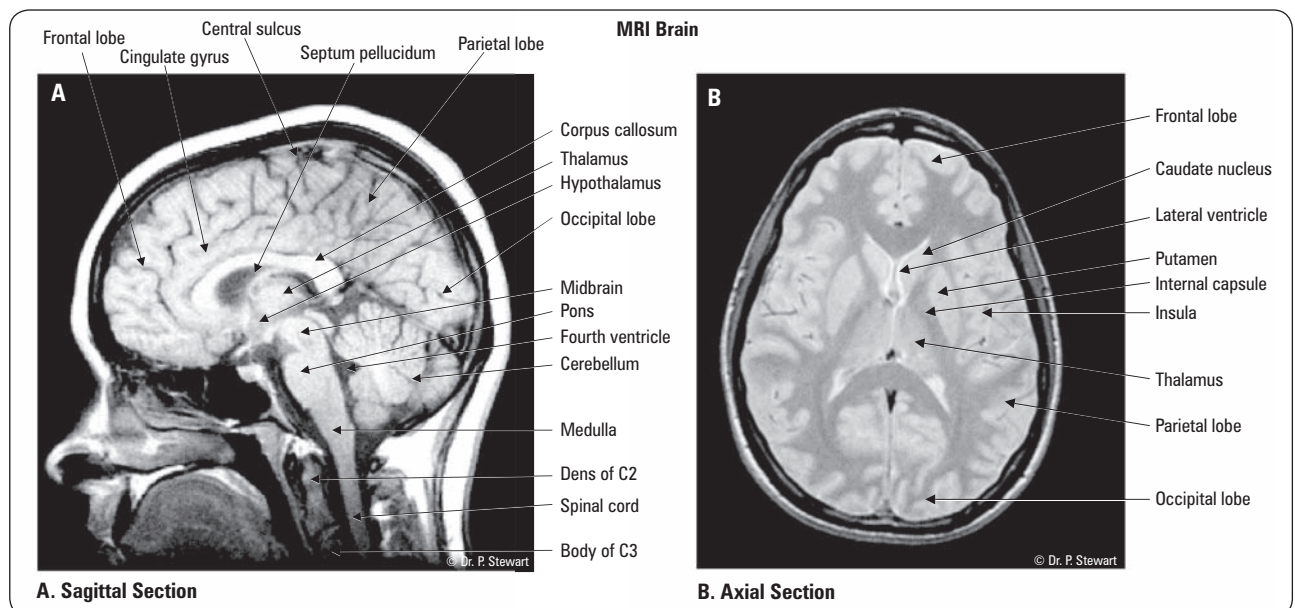 MRI Brain
Frontal lobe
Cingulate gyrus
Central sulcus
Septum pellucidum
Parietal lobe
A
Corpus callosum
Thalamus
Hypothalamus
Occipital lobe
Midbrain
Pons
Fourth ventricle
Cerebellum
Medulla
Dens of C2
Spinal cord
Body of C3
© Dr. P. Stewart
A. Sagittal Section
B
Frontal lobe
Caudate nucleus
Lateral ventricle
Putamen
Internal capsule
Insula
Thalamus
Parietal lobe
Occipital lobe
© Dr. P. Stewart
B. Axial Section